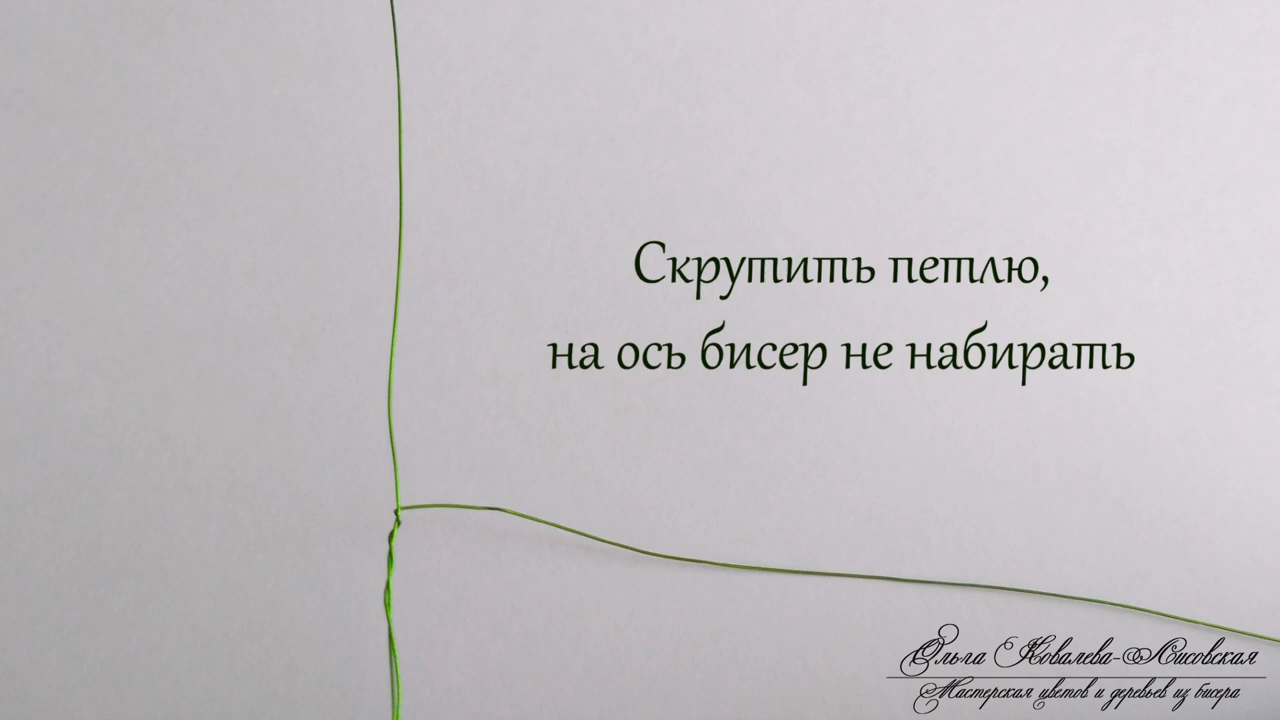 Скрутить петлю,
на ось бисер не набирать
Ольга Ковалева-Лисовская
Мастерская цветов и деревьев из бисера